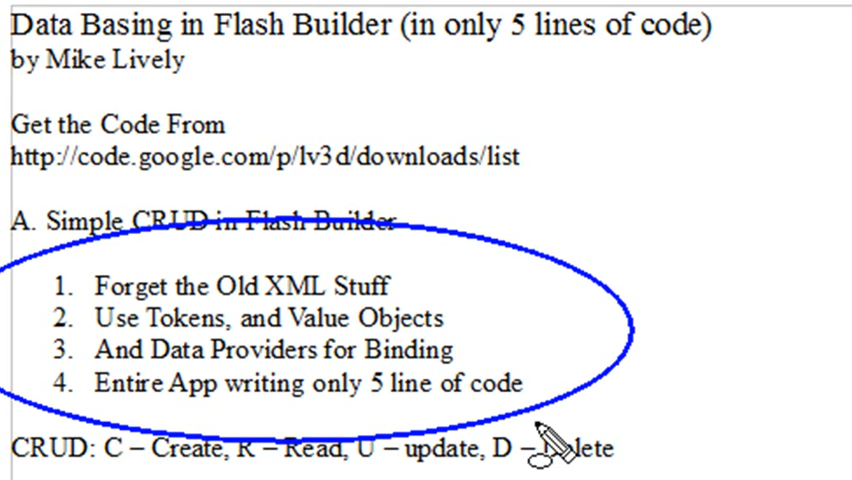 Data Basing in Flash Builder (in only 5 lines of code)
by Mike Lively
Get the Code From
http://code.google.com/p/lv3d/downloads/list
A. Simple CRUD in Flash Builder
1. Forget the Old XML Stuff
2. Use Tokens, and Value Objects
3. And Data Providers for Binding
4. Entire App writing only 5 line of code
CRUD: C – Create, R – Read, U – update, D – Delete